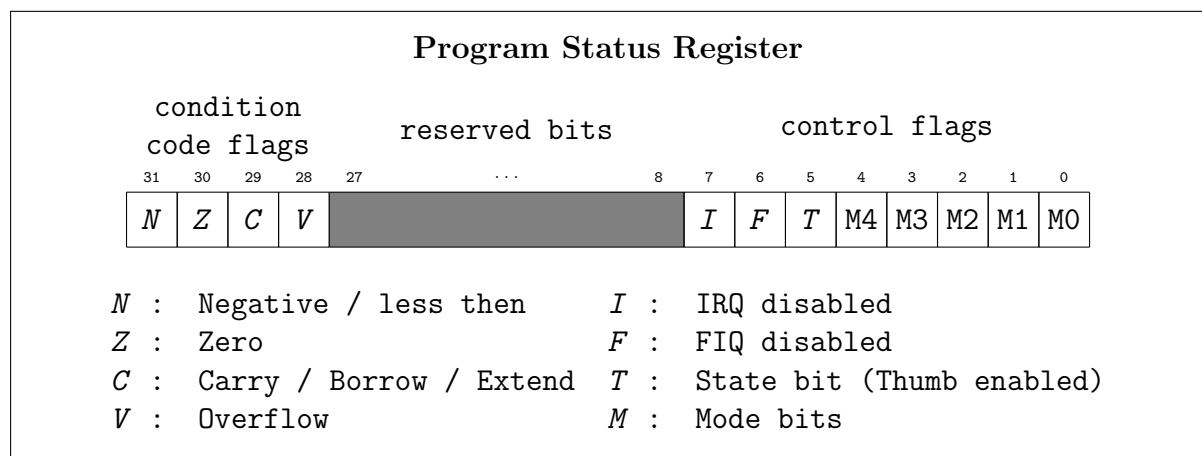 Program Status Register
condition
code flags
reserved bits
control flags
31 30 29 28 27 ... 8 7 6 5 4 3 2 1 0
N Z C V I F T M4 M3 M2 M1 M0
N : Negative / less then I : IRQ disabled
Z : Zero F : FIQ disabled
C : Carry / Borrow / Extend T : State bit (Thumb enabled)
V : Overflow M : Mode bits